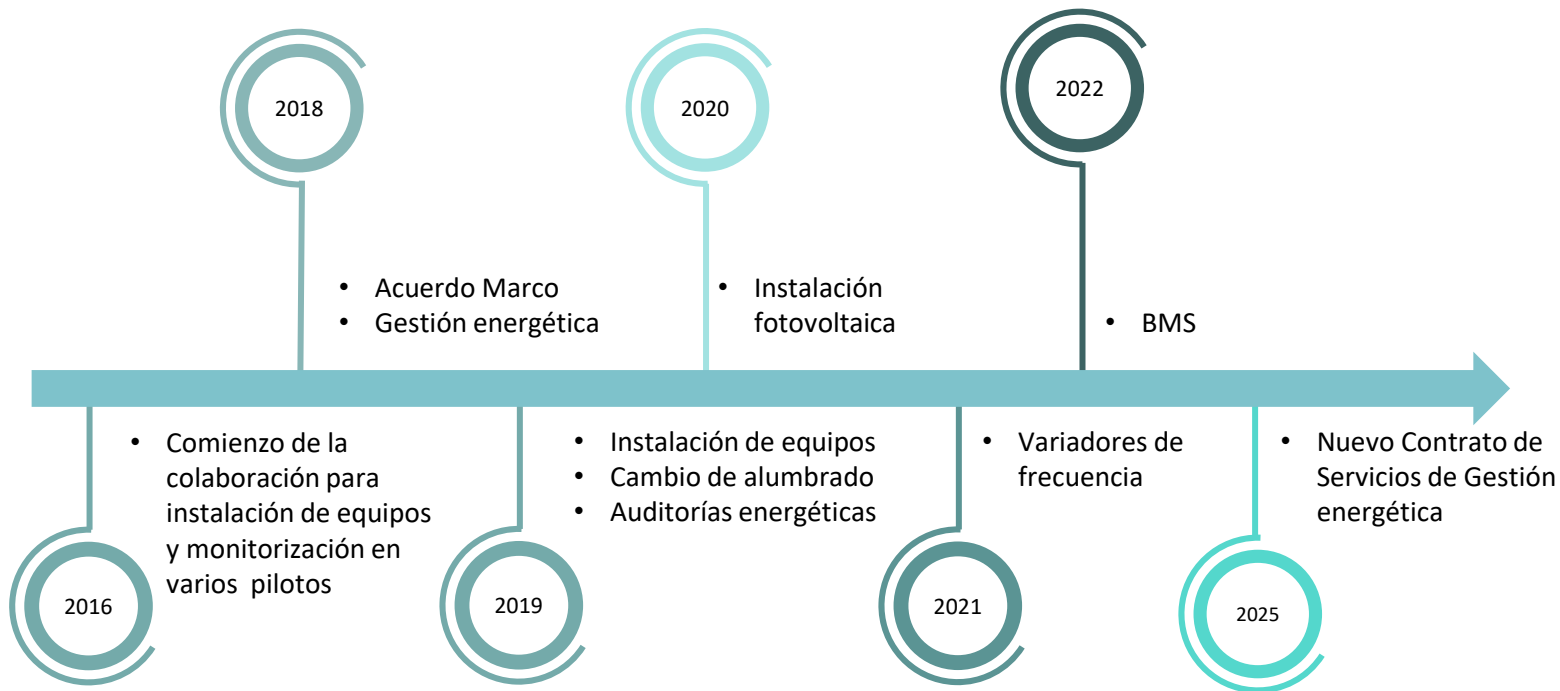 2018
2020
2022
• Acuerdo Marco
• Gestión energética
• Instalación
fotovoltaica
• BMS
• Comienzo de la
colaboración para
instalación de equipos
y monitorización en
varios pilotos
• Instalación de equipos
• Cambio de alumbrado
• Auditorías energéticas
• Variadores de
frecuencia
• Nuevo Contrato de
Servicios de Gestión
energética
2016
2019
2021
2025